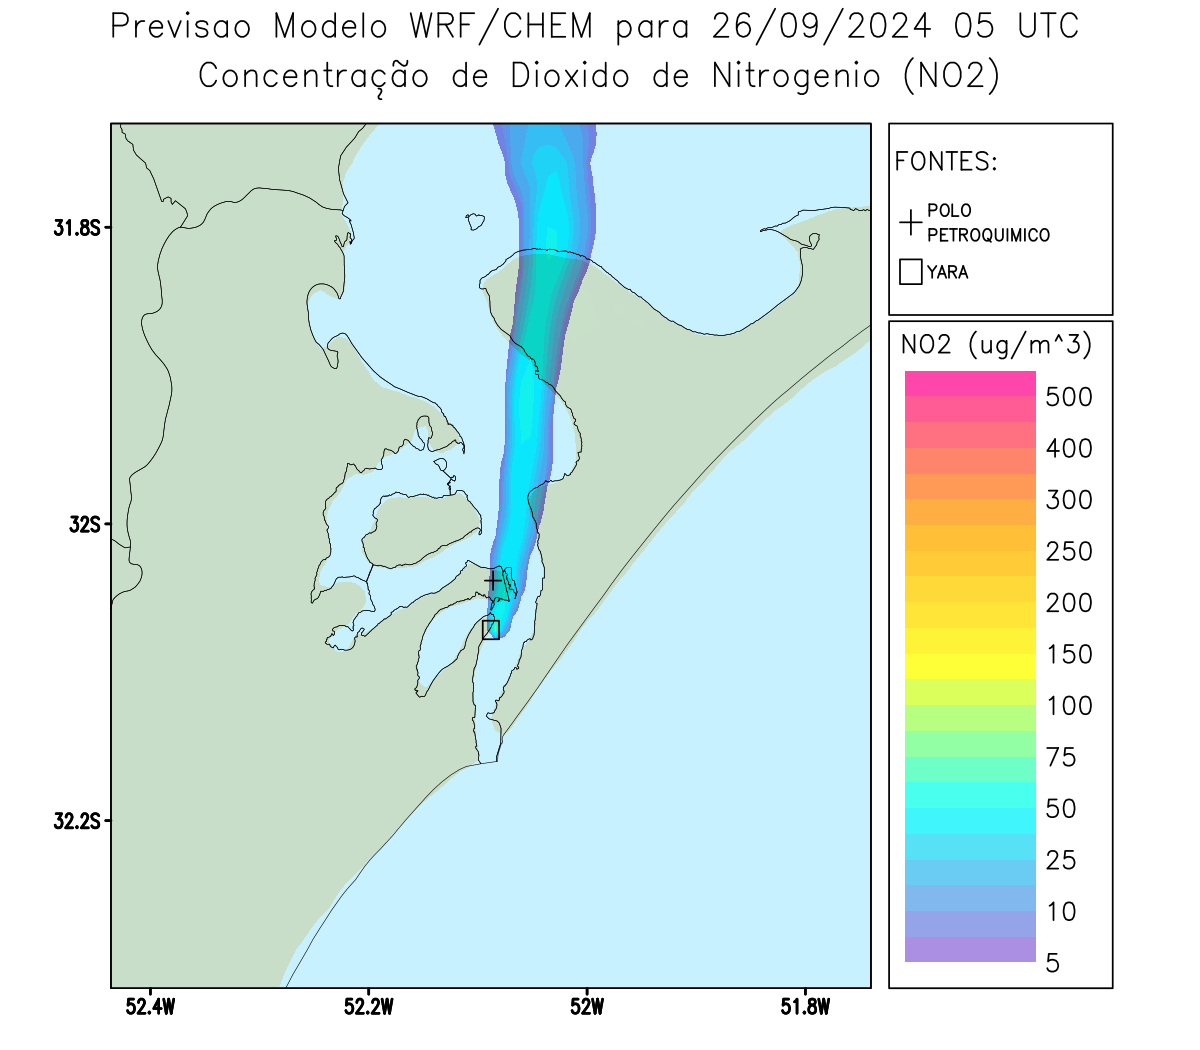 Previsao Modelo WRF/CHEM para 26/09/2024 05 UTC
Concentração de Dioxido de Nitrogenio (NO2)
FONTES:
POLO
PETROQUIMICO
YARA
NO2 (ug/m^3)
500
400
300
250
200
150
100
75
50
25
10
5
31.8S
32S
32.2S
52.4W
52.2W
52W
51.8W